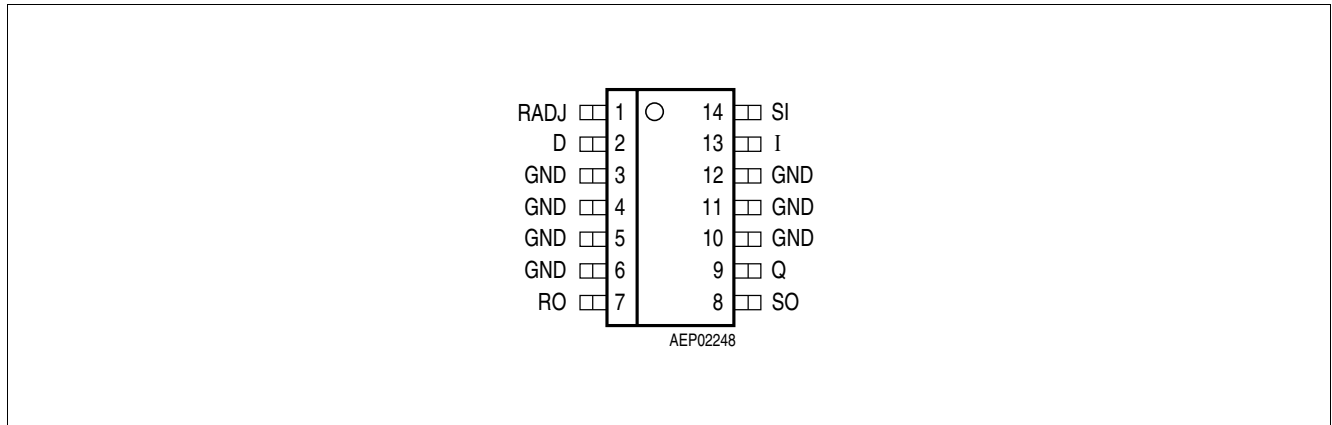 RADJ 1 14 SI
D 2 13 I
GND 3 12 GND
GND 4 11 GND
GND 5 10 GND
GND 6 9 Q
RO 7 8 SO
AEP02248